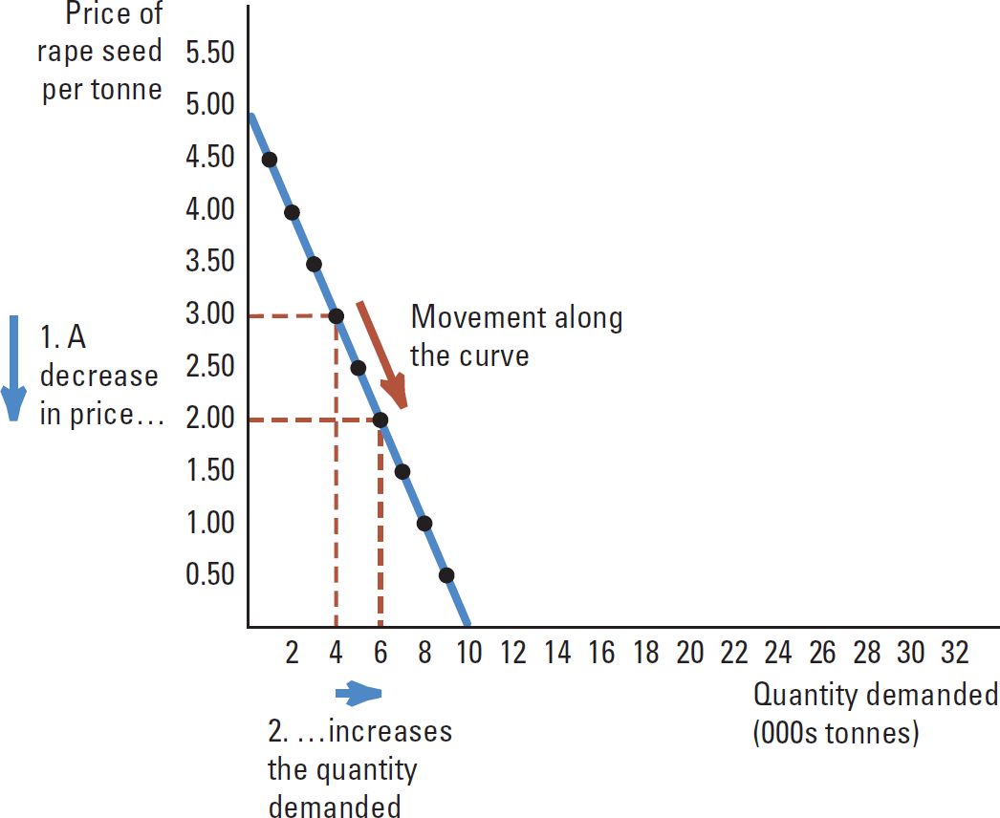 Price of
rape seed
per tonne
5.50
5.00
4.50
4.00
3.50
3.00
2.50
2.00
1.50
1.00
0.50
1. A
decrease
in price…
Movement along
the curve
2 4 6 8 10 12 14 16 18 20 22 24 26 28 30 32
Quantity demanded
(000s tonnes)
2. …increases
the quantity
demanded